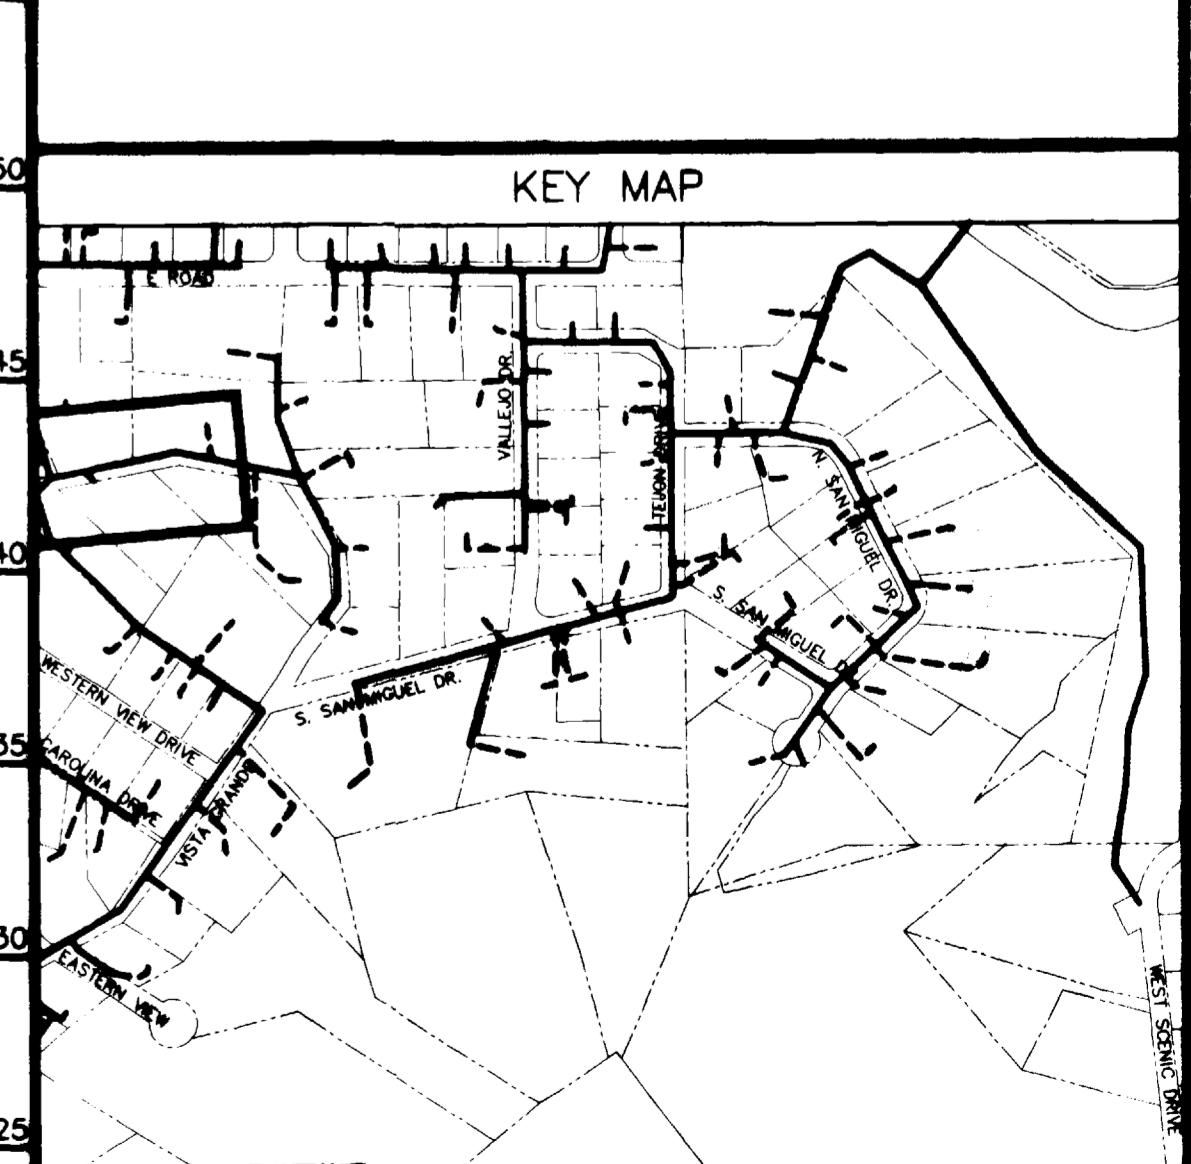 KEY MAP
50
E ROAD
45
VALLEJO DR.
TEJON DRIVE
N. SAN MIGUEL DR.
40
S. SAN MIGUEL DR.
S. SAN MIGUEL DR.
WESTERN VIEW DRIVE
35
CAROLINA DRIVE
VISTA GRANDE
30
EASTERN VIEW
WEST SCENIC DRIVE
25